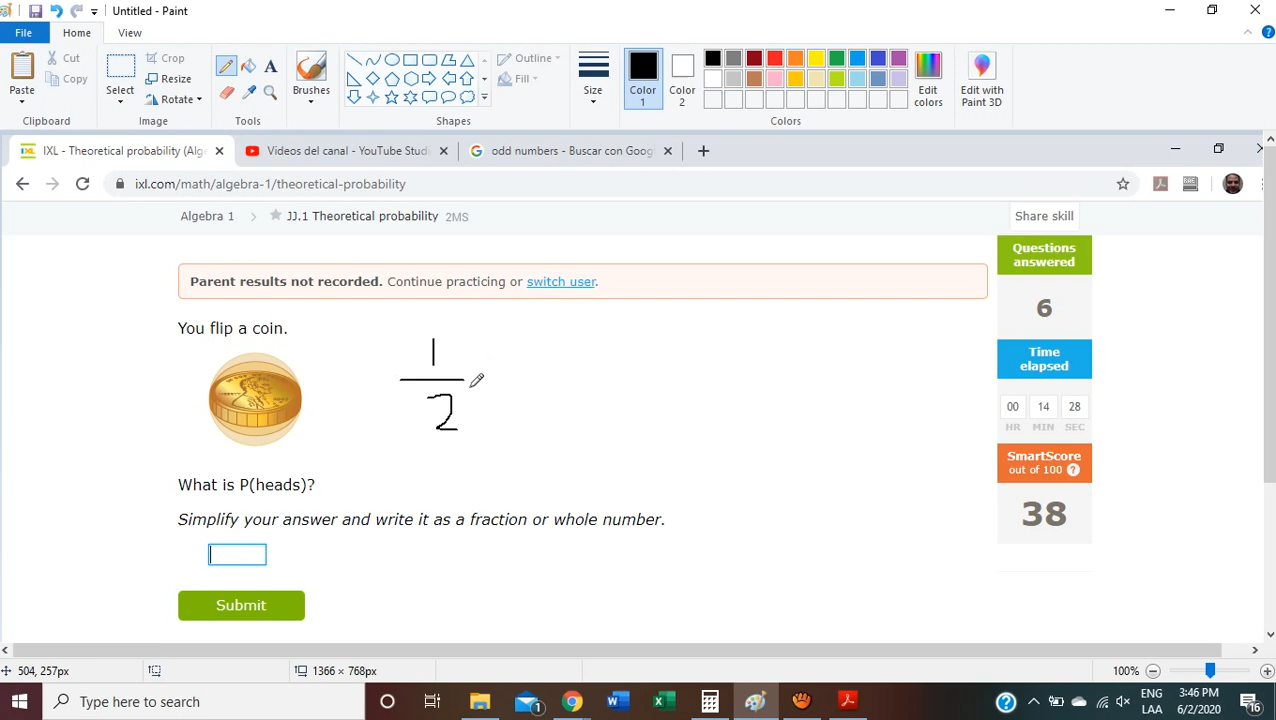 Untitled - Paint
File Home View
Paste
Cut
Copy
Clipboard
Select
Crop
Resize
Rotate
Image
A
Tools
Brushes
Shapes
Outline
Fill
Size
Color 1
Color 2
Colors
Edit colors
Edit with Paint 3D
IXL - Theoretical probability (Alge
Videos del canal - YouTube Studi
odd numbers - Buscar con Goog
ixl.com/math/algebra-1/theoretical-probability
Algebra 1 > JJ.1 Theoretical probability 2MS
Share skill
Parent results not recorded. Continue practicing or switch user.
Questions answered
6
Time elapsed
00 14 28
HR MIN SEC
SmartScore
out of 100 ?
38
You flip a coin.
1
2
What is P(heads)?
Simplify your answer and write it as a fraction or whole number.
Submit
504, 257px
1366 × 768px
100%
Type here to search
1
ENG
LAA
3:46 PM
6/2/2020
16